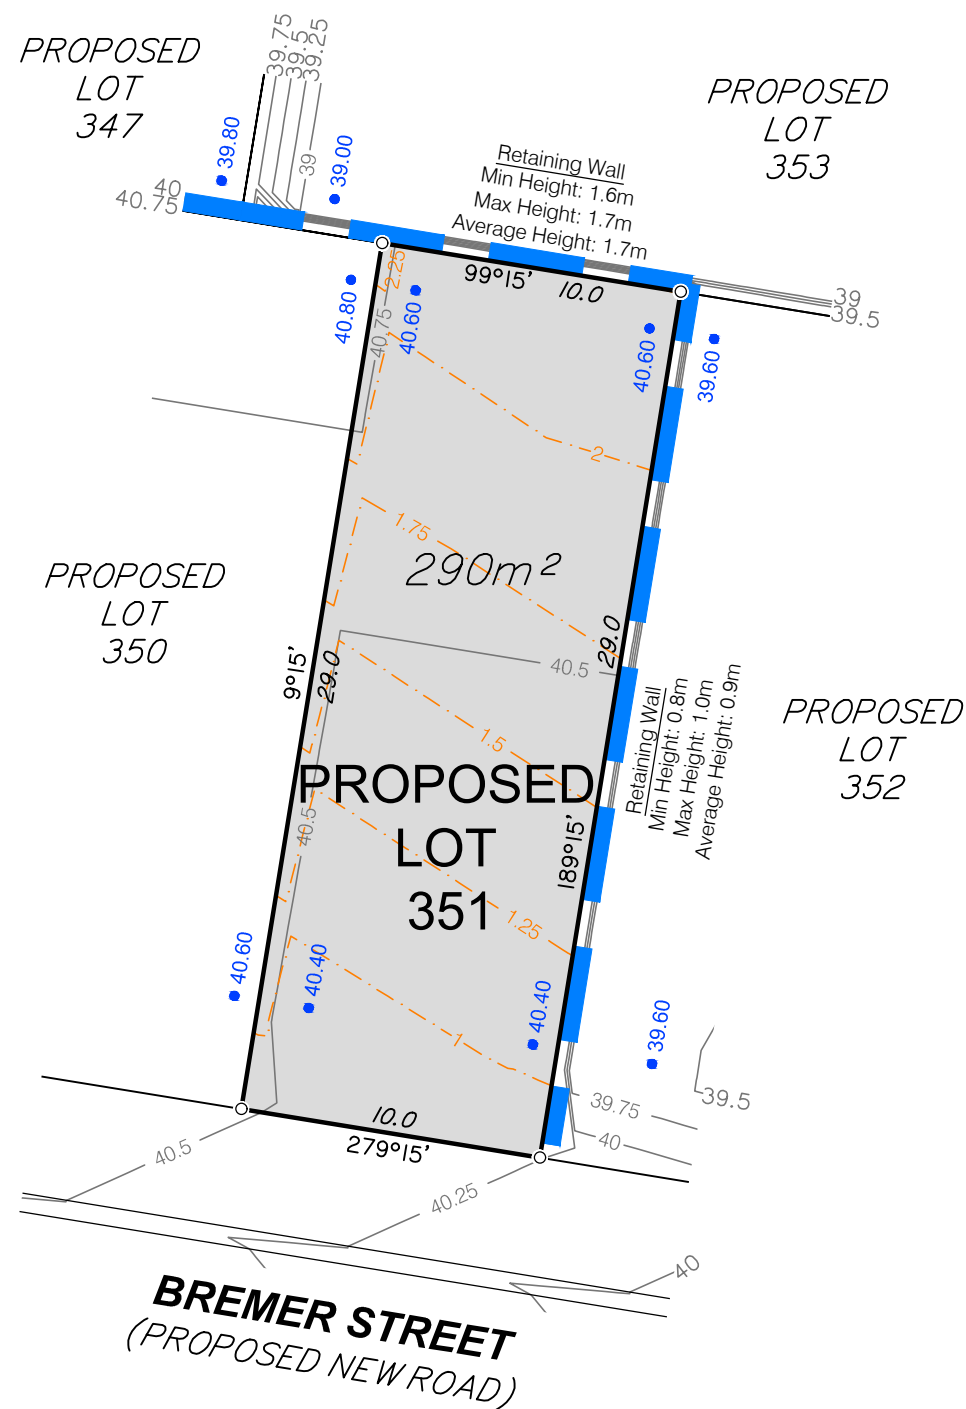 PROPOSED
LOT
347
39.75
39.5
39.25
39
39.80
39.00
40
40.75
PROPOSED
LOT
353
Retaining Wall
Min Height: 1.6m
Max Height: 1.7m
Average Height: 1.7m
99°15'
10.0
39
39.5
2.25
40.80
40.75
40.60
40.60
39.60
2
1.75
290m²
PROPOSED
LOT
350
9°15'
29.0
29.0
40.5
Retaining Wall
Min Height: 0.8m
Max Height: 1.0m
Average Height: 0.9m
PROPOSED
LOT
352
1.5
PROPOSED
LOT
351
40.5
189°15'
1.25
40.60
40.40
40.40
39.60
1
39.75
39.5
40
10.0
279°15'
40.5
40.25
40
BREMER STREET
(PROPOSED NEW ROAD)